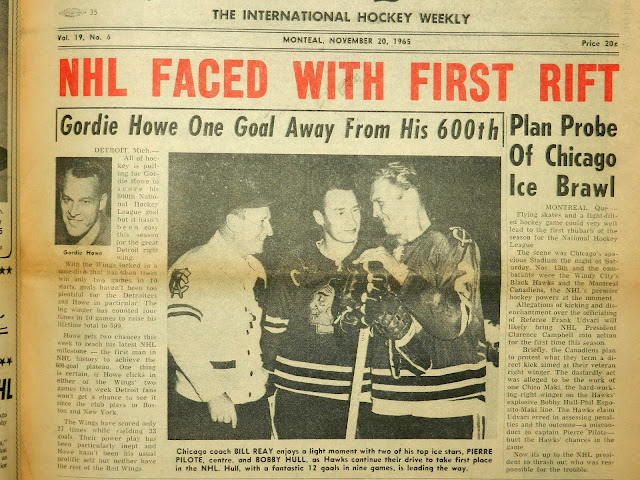 35
THE INTERNATIONAL HOCKEY WEEKLY
Vol. 19, No. 6
MONTEAL, NOVEMBER 20, 1965
Price 20¢
NHL FACED WITH FIRST RIFT
Gordie Howe One Goal Away From His 600th
Gordie Howe
DETROIT, Mich.—
All of hoc-
key is pull-
ing for Gor-
die Howe to
score his
600th Natio-
nal Hockey
League goal
but it hasn't
been easy
this season
for the great
Detroit right
wing.
With the Wings locked in a
nose-dive that has seen them
win only two games in 10
starts, goals haven't been too
plentiful for the Detroiters
and Howe in particular. The
big winger has counted four
times in 10 games to raise his
lifetime total to 599.
Howe gets two chances this
week to reach his latest NHL
milestone — the first man in
NHL history to achieve the
600-goal plateau. One thing
is certain, if Howe clicks in
either of the Wings' two
games this week Detroit fans
won't get a chance to see it
since the club plays in Bos-
ton and New York.
The Wings have scored only
27 times while yielding 33
goals. Their power play has
been particularly inept and
Howe hasn't been his usual
prolific self but neither have
the rest of the Red Wings.
Chicago coach BILL REAY enjoys a light moment with two of his top ice stars, PIERRE
PILOTE, centre, and BOBBY HULL, as Hawks continue their drive to take first place
in the NHL. Hull, with a fantastic 12 goals in nine games, is leading the way.
Plan Probe
Of Chicago
Ice Brawl
MONTREAL, Que.—
Flying skates and a fight-fill-
ed hockey game could very well
lead to the first rhubarb of the
season for the National Hockey
League.
The scene was Chicago's spa-
cious Stadium the night of Sat-
urday, Nov. 13th, and the com-
batants were the Windy City's
Black Hawks and the Montreal
Canadiens, the NHL's premier
hockey powers at the moment.
Allegations of kicking and dis-
enchantment over the officiating
of Referee Frank Udvari will
likely bring NHL President
Clarence Campbell into action
for the first time this season.
Briefly, the Canadiens plan
to protest what they term a di-
rect kick aimed at their veteran
right winger. The dastardly act
was alleged to be the work of
one Chico Maki, the hard-work-
ing right-winger on the Hawks'
explosive Bobby Hull-Phil Espo-
sito-Maki line. The Hawks claim
Udvari erred in assessing penal-
ties and the outcome—a miscon-
duct to captain Pierre Pilote—
hurt the Hawks' chances in the
game.
Now its up to the NHL presi-
dent to thrash out who was res-
ponsible for the trouble.
HL